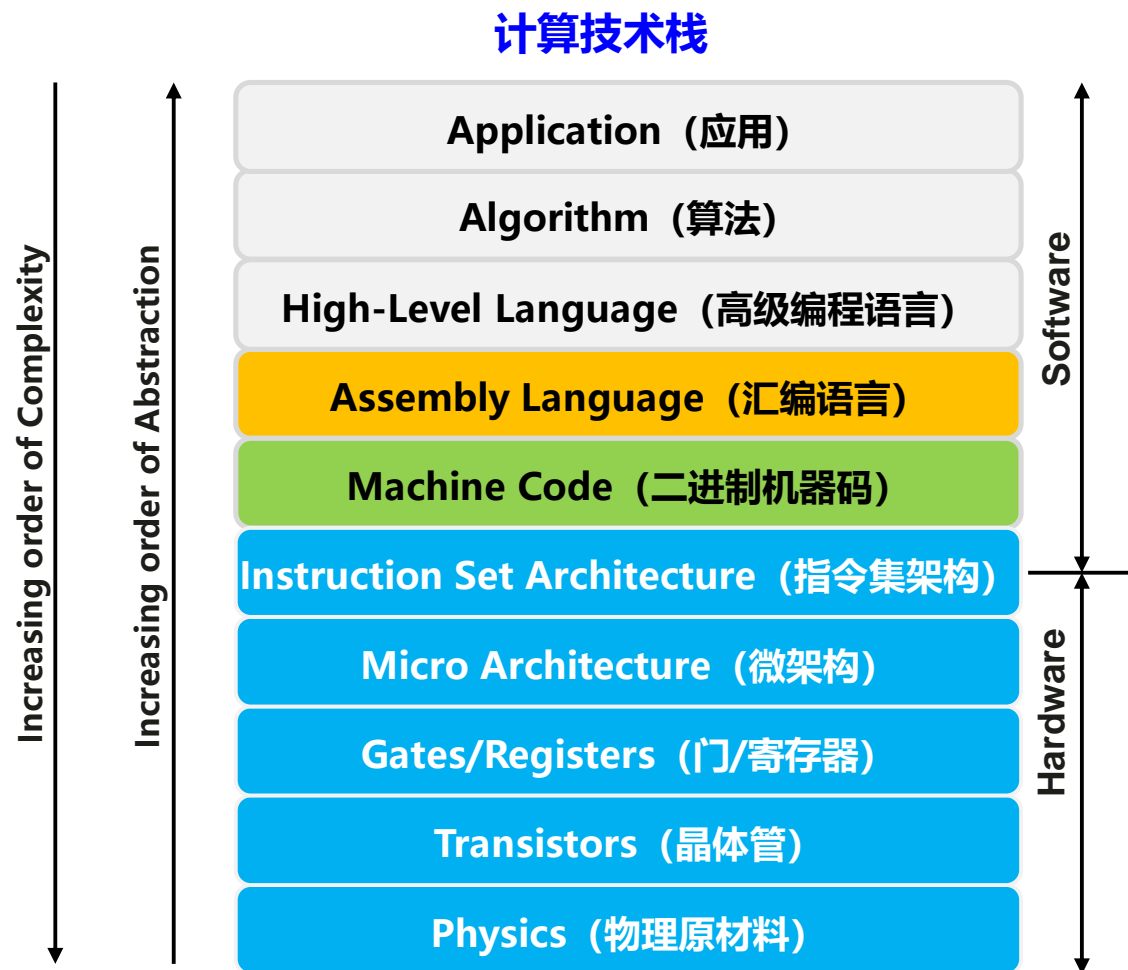 计算技术栈
Increasing order of Complexity
Increasing order of Abstraction
Application（应用）
Algorithm（算法）
High-Level Language（高级编程语言）
Assembly Language（汇编语言）
Machine Code（二进制机器码）
Instruction Set Architecture（指令集架构）
Micro Architecture（微架构）
Gates/Registers（门/寄存器）
Transistors（晶体管）
Physics（物理原材料）
Software
Hardware